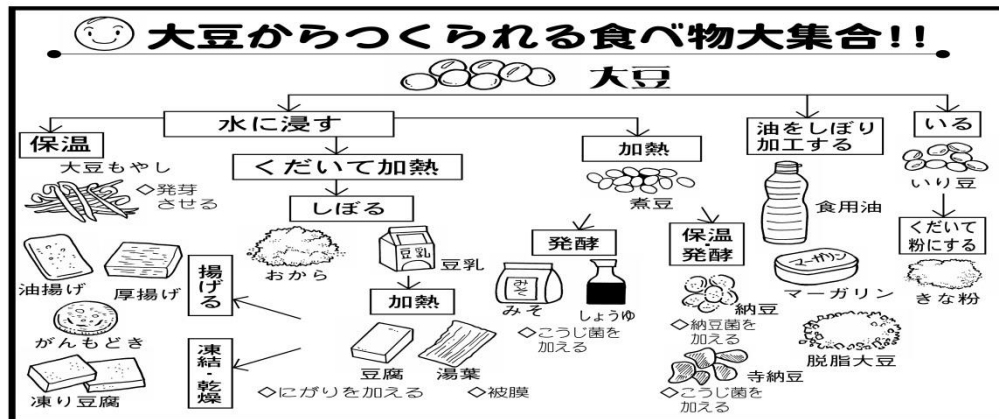 大豆からつくられる食べ物大集合!!
大豆
水に浸す
保温
大豆もやし
◇発芽
させる
くだいて加熱
しぼる
おから
豆乳
豆乳
加熱
豆腐
◇にがりを加える
湯葉
◇被膜
揚げる
油揚げ
厚揚げ
がんもどき
凍結・乾燥
凍り豆腐
加熱
煮豆
発酵
みそ
みそ
しょうゆ
◇こうじ菌を
加える
保温・発酵
納豆
◇納豆菌を
加える
寺納豆
◇こうじ菌を
加える
油をしぼり
加工する
食用油
マーガリン
マーガリン
脱脂大豆
いる
いり豆
くだいて
粉にする
きな粉